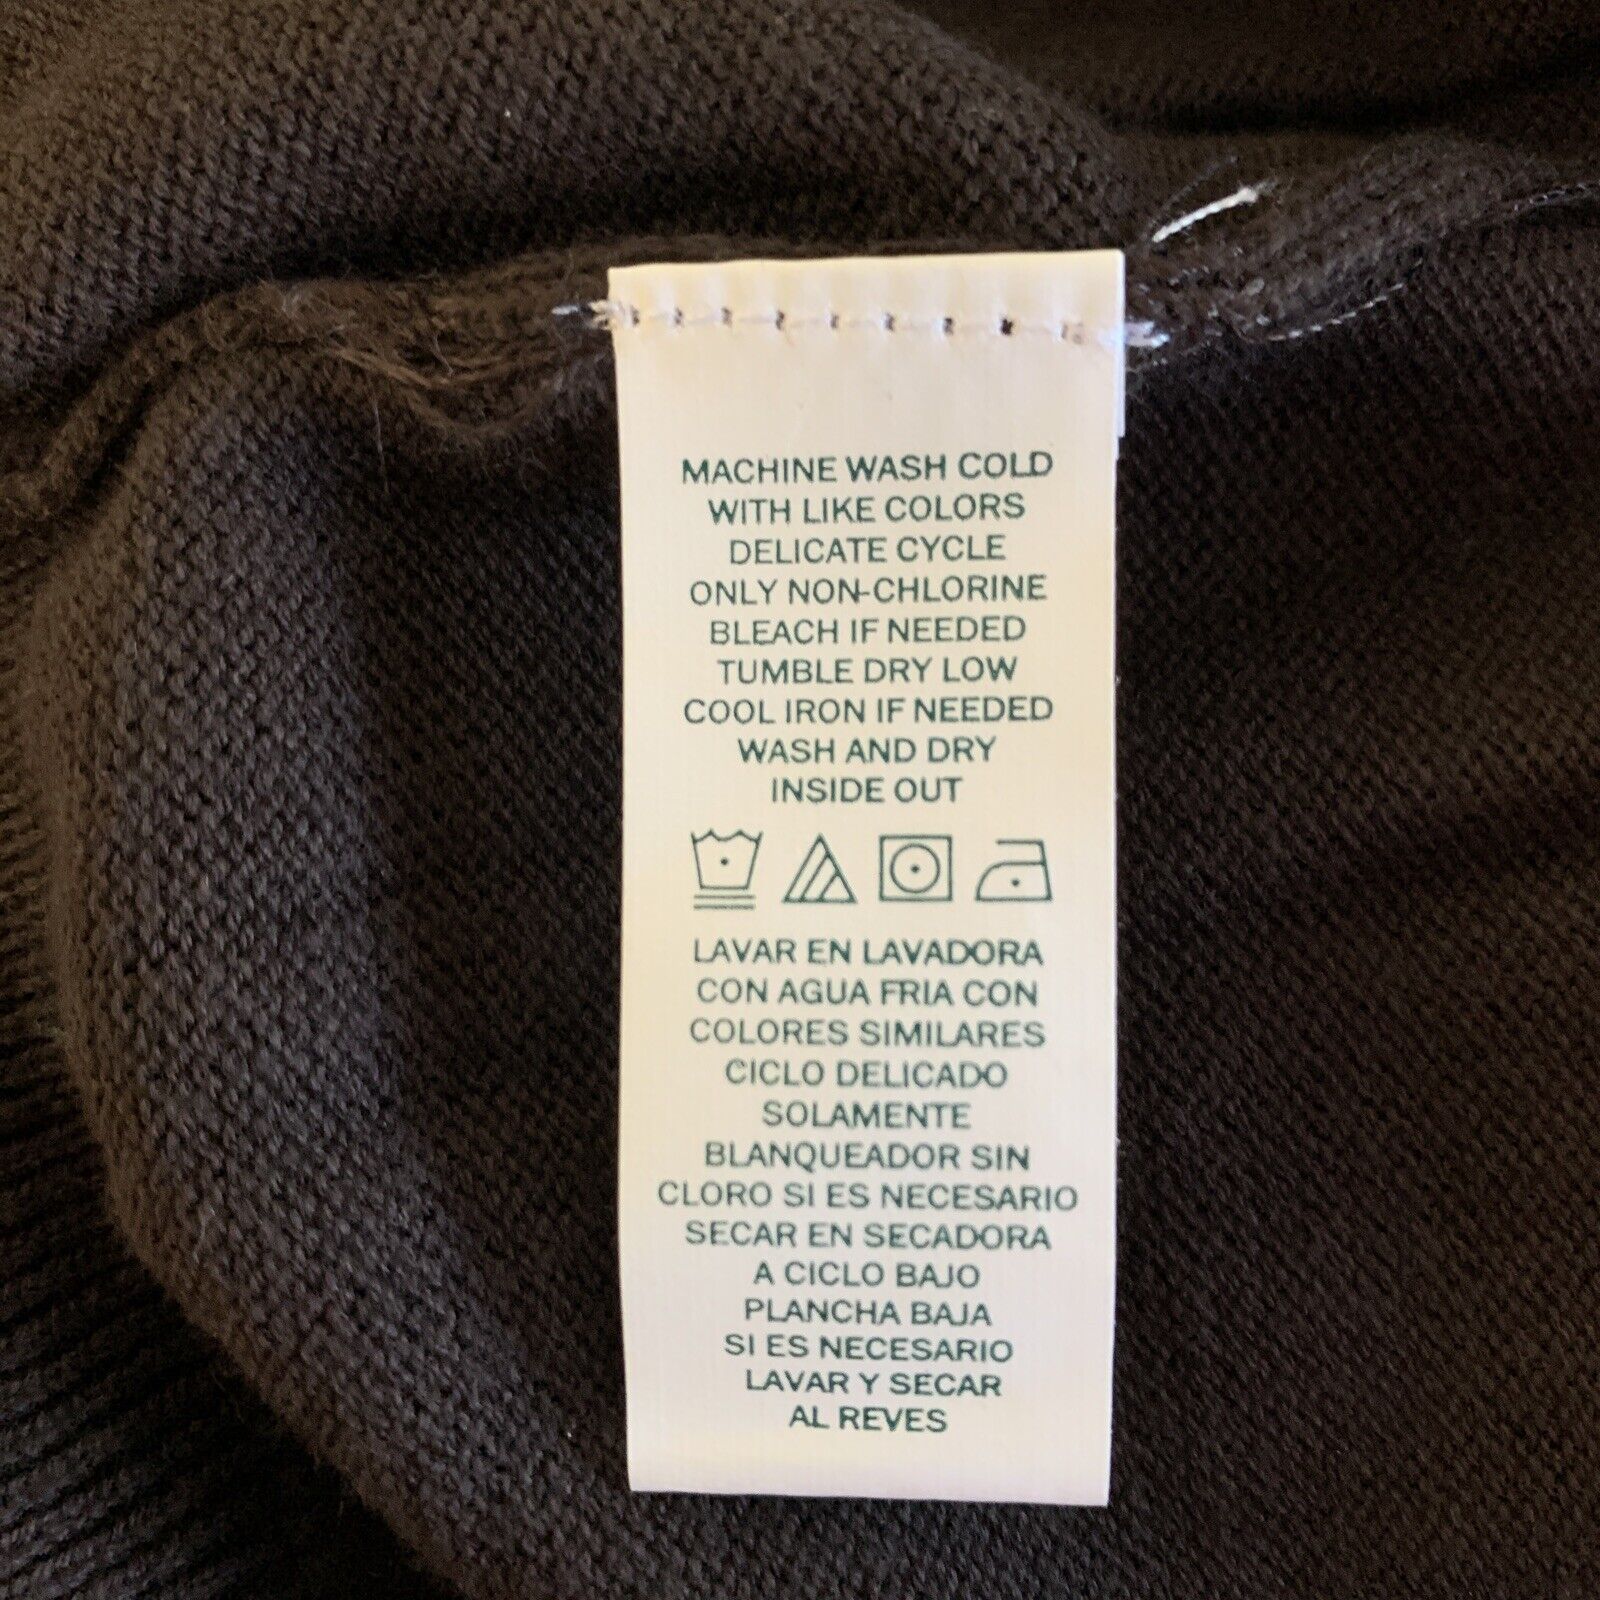 MACHINE WASH COLD
WITH LIKE COLORS
DELICATE CYCLE
ONLY NON-CHLORINE
BLEACH IF NEEDED
TUMBLE DRY LOW
COOL IRON IF NEEDED
WASH AND DRY
INSIDE OUT
LAVAR EN LAVADORA
CON AGUA FRIA CON
COLORES SIMILARES
CICLO DELICADO
SOLAMENTE
BLANQUEADOR SIN
CLORO SI ES NECESARIO
SECAR EN SECADORA
A CICLO BAJO
PLANCHA BAJA
SI ES NECESARIO
LAVAR Y SECAR
AL REVES